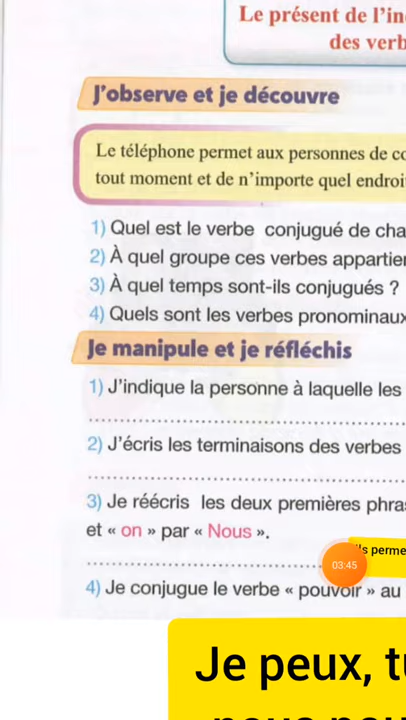 Le présent de l'in
des verb
J'observe et je découvre
Le téléphone permet aux personnes de co
tout moment et de n'importe quel endroi
1) Quel est le verbe conjugué de cha
2) À quel groupe ces verbes appartie
3) À quel temps sont-ils conjugués ?
4) Quels sont les verbes pronominaux
Je manipule et je réfléchis
1) J'indique la personne à laquelle les
2) J'écris les terminaisons des verbes
3) Je réécris les deux premières phra
et « on » par « Nous ».
ls perme
03:45
4) Je conjugue le verbe « pouvoir » au
Je peux, t